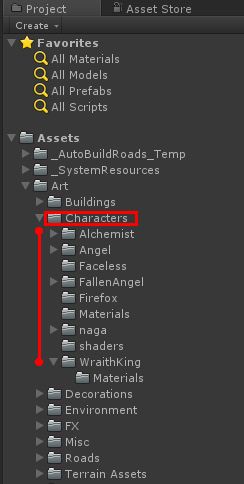 Project
Asset Store
Create
Favorites
All Materials
All Models
All Prefabs
All Scripts
Assets
_AutoBuildRoads_Temp
_SystemResources
Art
Buildings
Characters
Alchemist
Angel
Faceless
FallenAngel
Firefox
Materials
naga
shaders
WraithKing
Materials
Decorations
Environment
FX
Misc
Roads
Terrain Assets